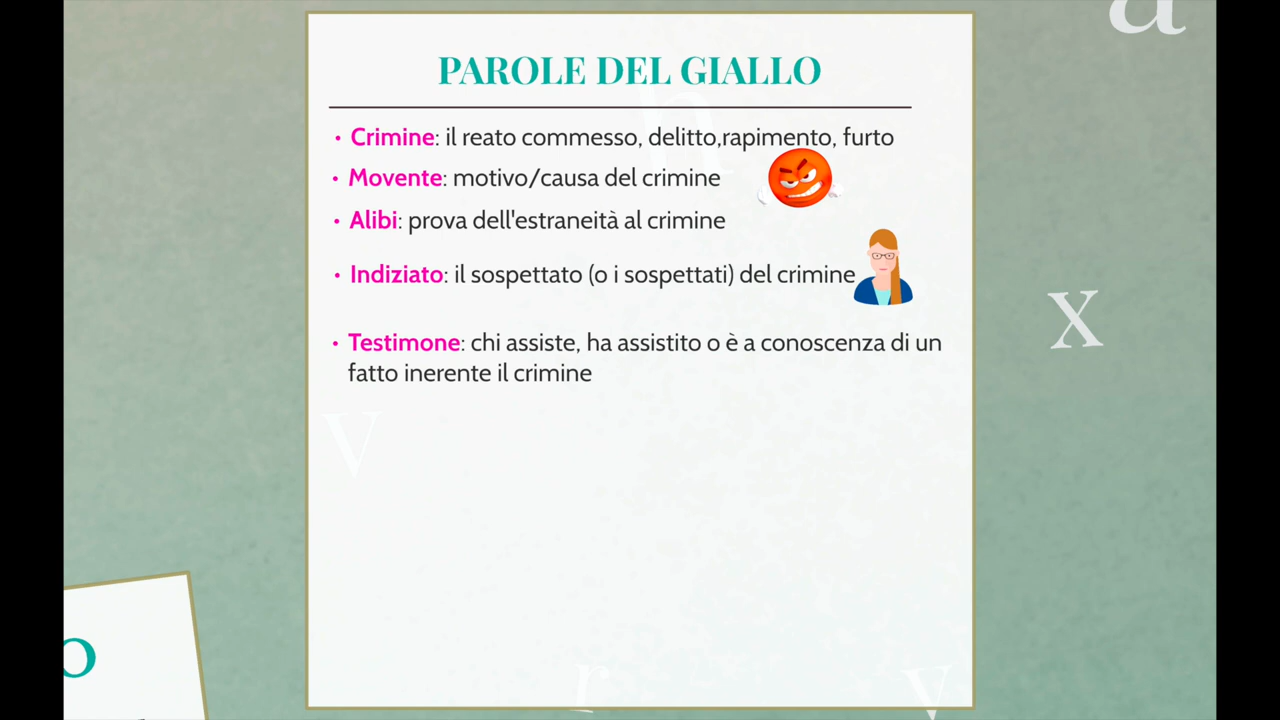 a
PAROLE DEL GIALLO
h
• Crimine: il reato commesso, delitto,rapimento, furto
• Movente: motivo/causa del crimine
• Alibi: prova dell'estraneità al crimine
• Indiziato: il sospettato (o i sospettati) del crimine
x
• Testimone: chi assiste, ha assistito o è a conoscenza di un
fatto inerente il crimine
v
o
r
v